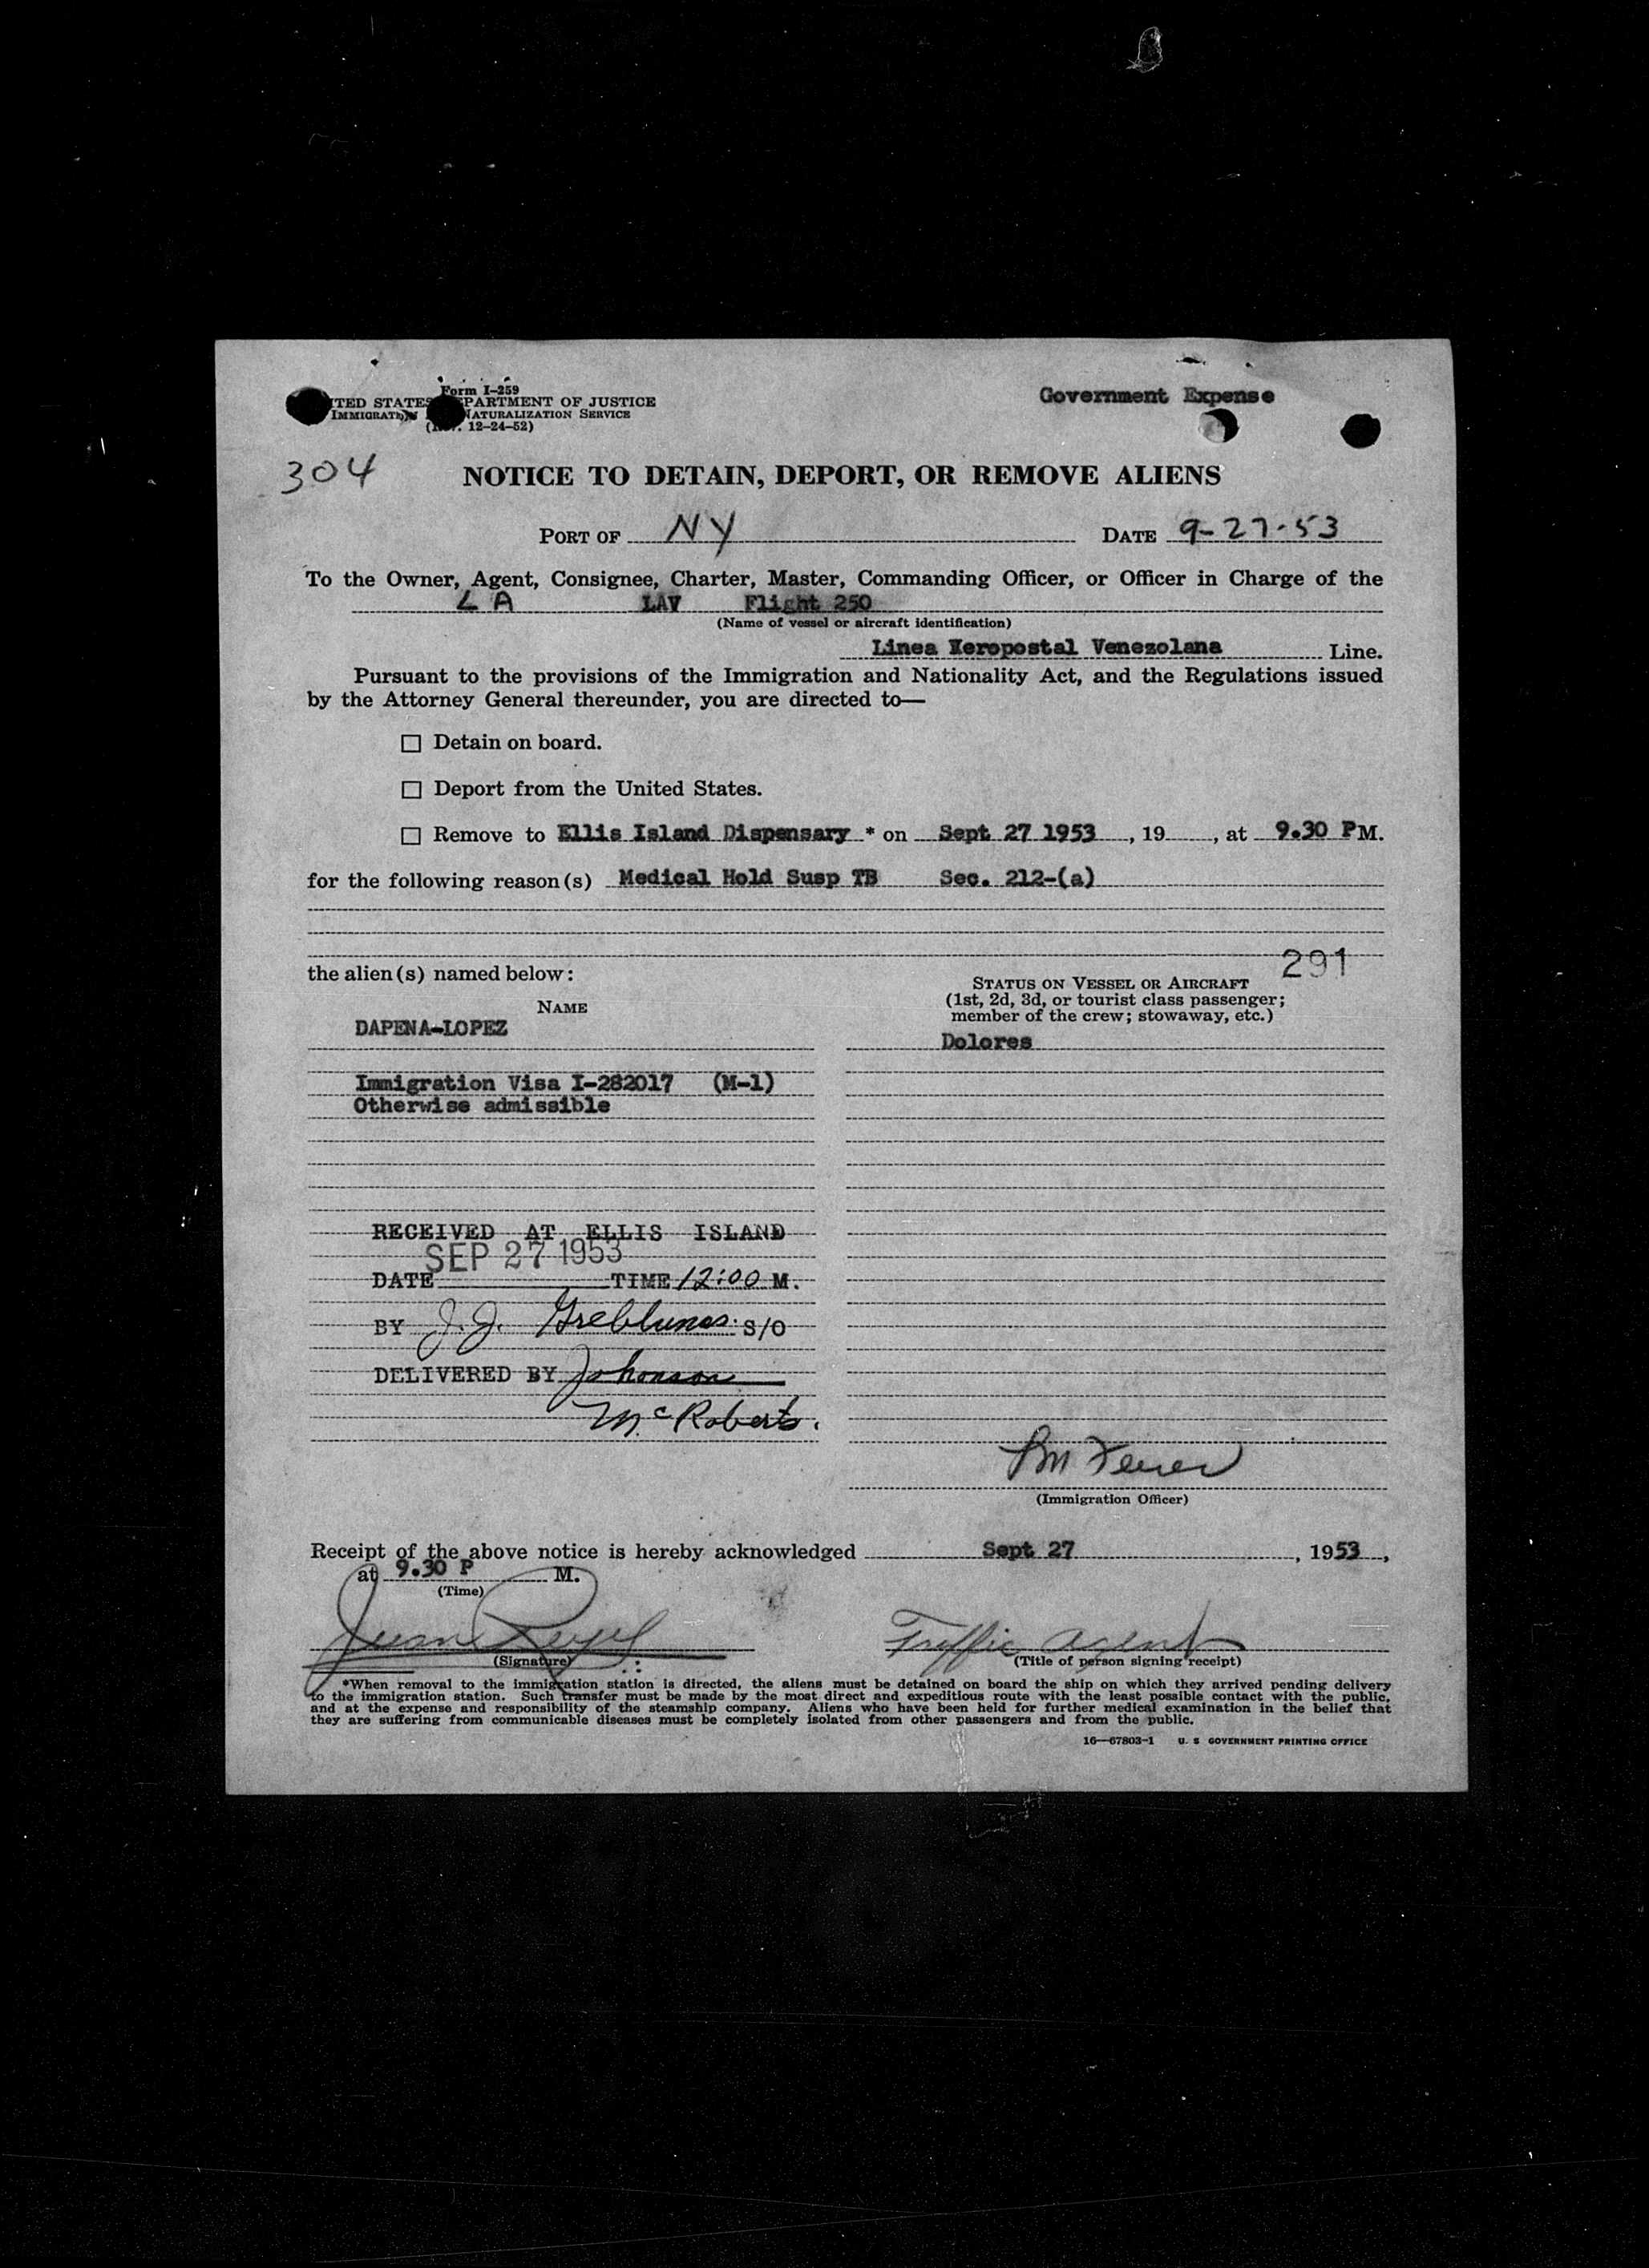 Form I-259
TED STATES PARTMENT OF JUSTICE
IMMIGRAT NATURALIZATION SERVICE
12-24-52)
Government Expense
304
NOTICE TO DETAIN, DEPORT, OR REMOVE ALIENS
PORT OF NY DATE 9-27-53
To the Owner, Agent, Consignee, Charter, Master, Commanding Officer, or Officer in Charge of the
LA LAV Flight 250
(Name of vessel or aircraft identification)
Linea Venezolana Line.
Pursuant to the provisions of the Immigration and Nationality Act, and the Regulations issued
by the Attorney General thereunder, you are directed to—
☐ Detain on board.
☐ Deport from the United States.
☐ Remove to Ellis Island Dispensary * on Sept 27 1953, 19, at 9.30 PM.
for the following reason(s) Medical Hold Susp TB Sec. 212-(a)
291
the alien(s) named below:
NAME
STATUS ON VESSEL OR AIRCRAFT
(1st, 2d, 3d, or tourist class passenger;
member of the crew; stowaway, etc.)
DAPENA-LOPEZ Dolores
Immigration Visa I-282017 (M-1)
Otherwise admissible
RECEIVED AT ELLIS ISLAND
SEP 27 1953
DATE TIME 12:00 M.
BY J. J. S/O
DELIVERED BY Johnson
McRoberts.
(Immigration Officer)
Receipt of the above notice is hereby acknowledged Sept 27, 1953,
at 9.30 P M.
(Time)
Juan Traffic Agent
(Signature) (Title of person signing receipt)
*When removal to the immigration station is directed, the aliens must be detained on board the ship on which they arrived pending delivery
to the immigration station. Such transfer must be made by the most direct and expeditious route with the least possible contact with the public,
and at the expense and responsibility of the steamship company. Aliens who have been held for further medical examination in the belief that
they are suffering from communicable diseases must be completely isolated from other passengers and from the public.
16—67803-1 U. S GOVERNMENT PRINTING OFFICE